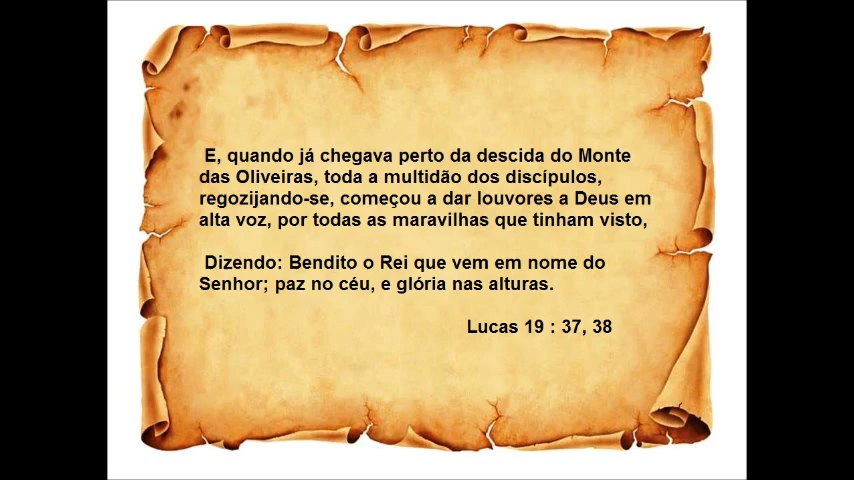 E, quando já chegava perto da descida do Monte
das Oliveiras, toda a multidão dos discípulos,
regozijando-se, começou a dar louvores a Deus em
alta voz, por todas as maravilhas que tinham visto,
Dizendo: Bendito o Rei que vem em nome do
Senhor; paz no céu, e glória nas alturas.
Lucas 19 : 37, 38